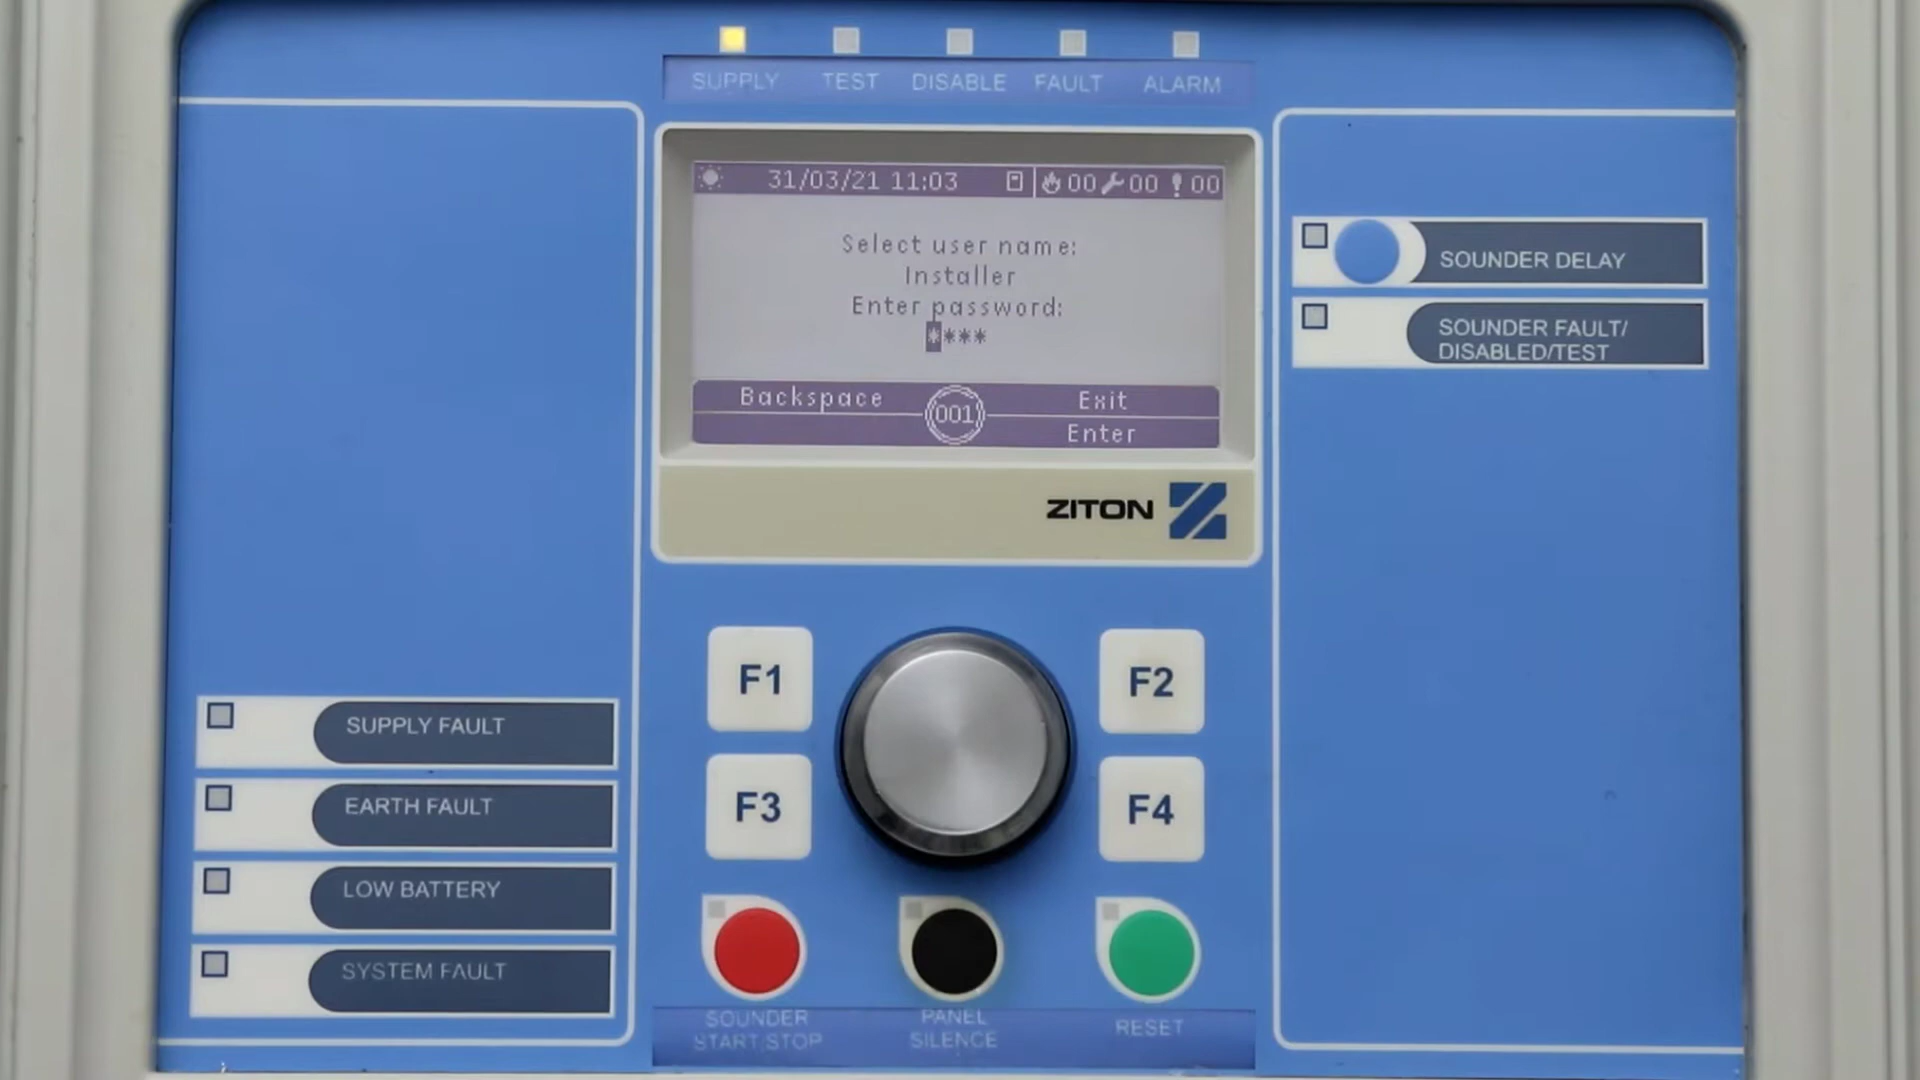 SUPPLY TEST DISABLE FAULT ALARM
31/03/21 11:03 00 00 00
Select user name:
Installer
Enter password:
****
Backspace 001 Exit
Enter
ZITON
SOUNDER DELAY
SOUNDER FAULT/
DISABLED/TEST
F1 F2
F3 F4
SUPPLY FAULT
EARTH FAULT
LOW BATTERY
SYSTEM FAULT
SOUNDER
START/STOP
PANEL
SILENCE
RESET